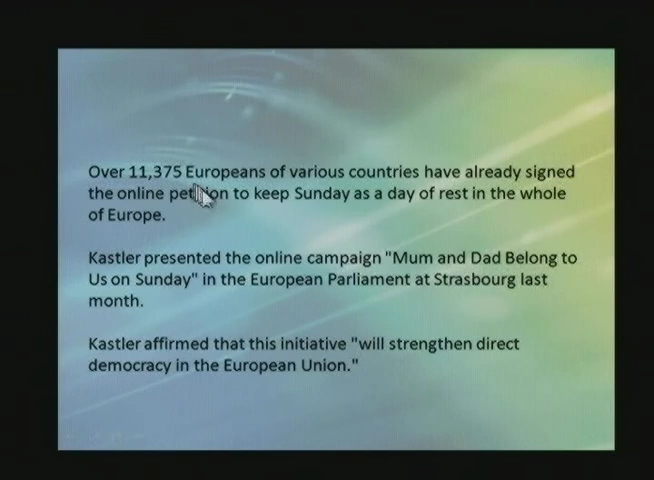 Over 11,375 Europeans of various countries have already signed
the online petition to keep Sunday as a day of rest in the whole
of Europe.
Kastler presented the online campaign "Mum and Dad Belong to
Us on Sunday" in the European Parliament at Strasbourg last
month.
Kastler affirmed that this initiative "will strengthen direct
democracy in the European Union."